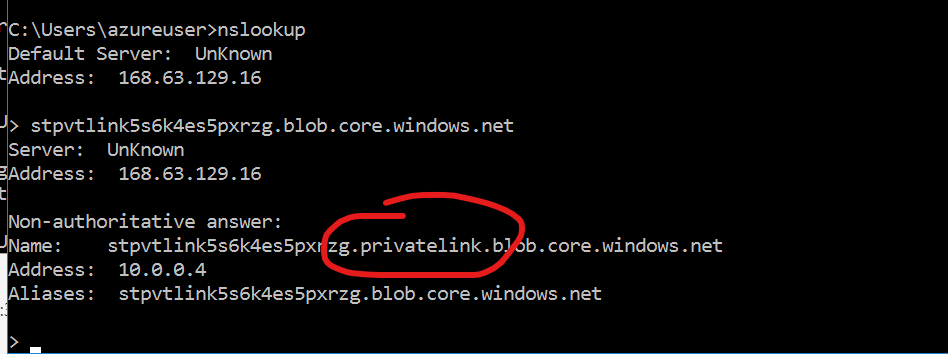 C:\Users\azureuser>nslookup
Default Server:  UnKnown
Address:  168.63.129.16
> stpvtlink5s6k4es5pxrzg.blob.core.windows.net
Server:  UnKnown
Address:  168.63.129.16
Non-authoritative answer:
Name:    stpvtlink5s6k4es5pxrzg.privatelink.blob.core.windows.net
Address:  10.0.0.4
Aliases:  stpvtlink5s6k4es5pxrzg.blob.core.windows.net
>